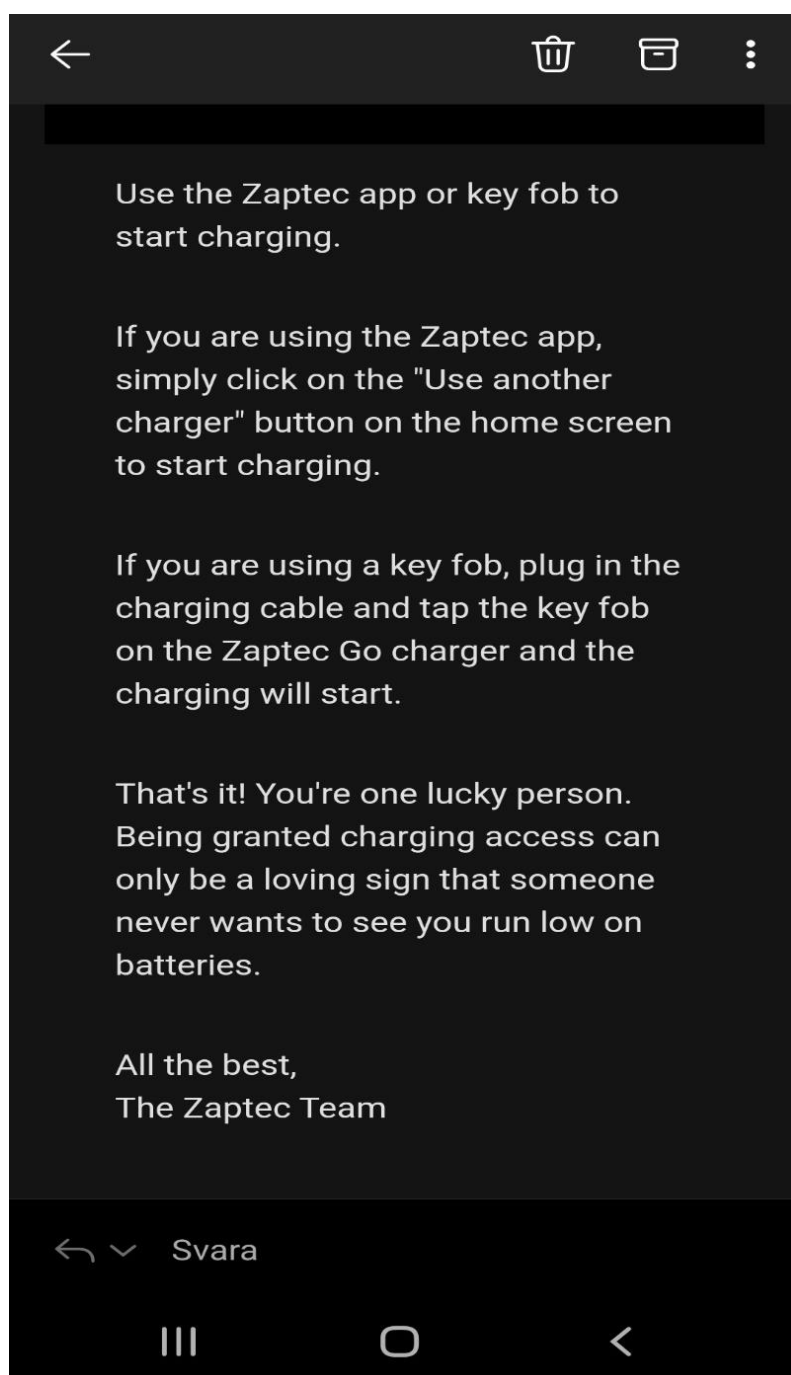 Use the Zaptec app or key fob to
start charging.
If you are using the Zaptec app,
simply click on the "Use another
charger" button on the home screen
to start charging.
If you are using a key fob, plug in the
charging cable and tap the key fob
on the Zaptec Go charger and the
charging will start.
That's it! You're one lucky person.
Being granted charging access can
only be a loving sign that someone
never wants to see you run low on
batteries.
All the best,
The Zaptec Team
Svara